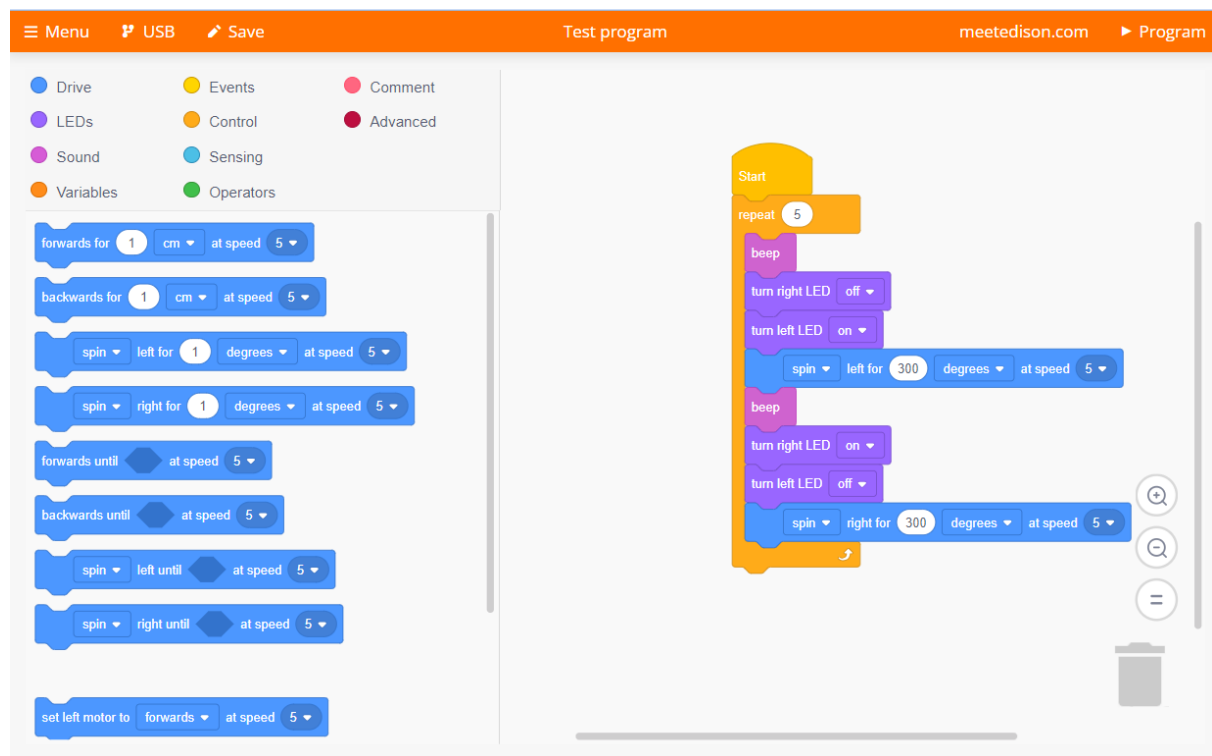 Menu USB Save Test program meetedison.com Program
Drive Events Comment
LEDs Control Advanced
Sound Sensing
Variables Operators
forwards for 1 cm at speed 5
backwards for 1 cm at speed 5
spin left for 1 degrees at speed 5
spin right for 1 degrees at speed 5
forwards until at speed 5
backwards until at speed 5
spin left until at speed 5
spin right until at speed 5
set left motor to forwards at speed 5
Start
repeat 5
beep
turn right LED off
turn left LED on
spin left for 300 degrees at speed 5
beep
turn right LED on
turn left LED off
spin right for 300 degrees at speed 5